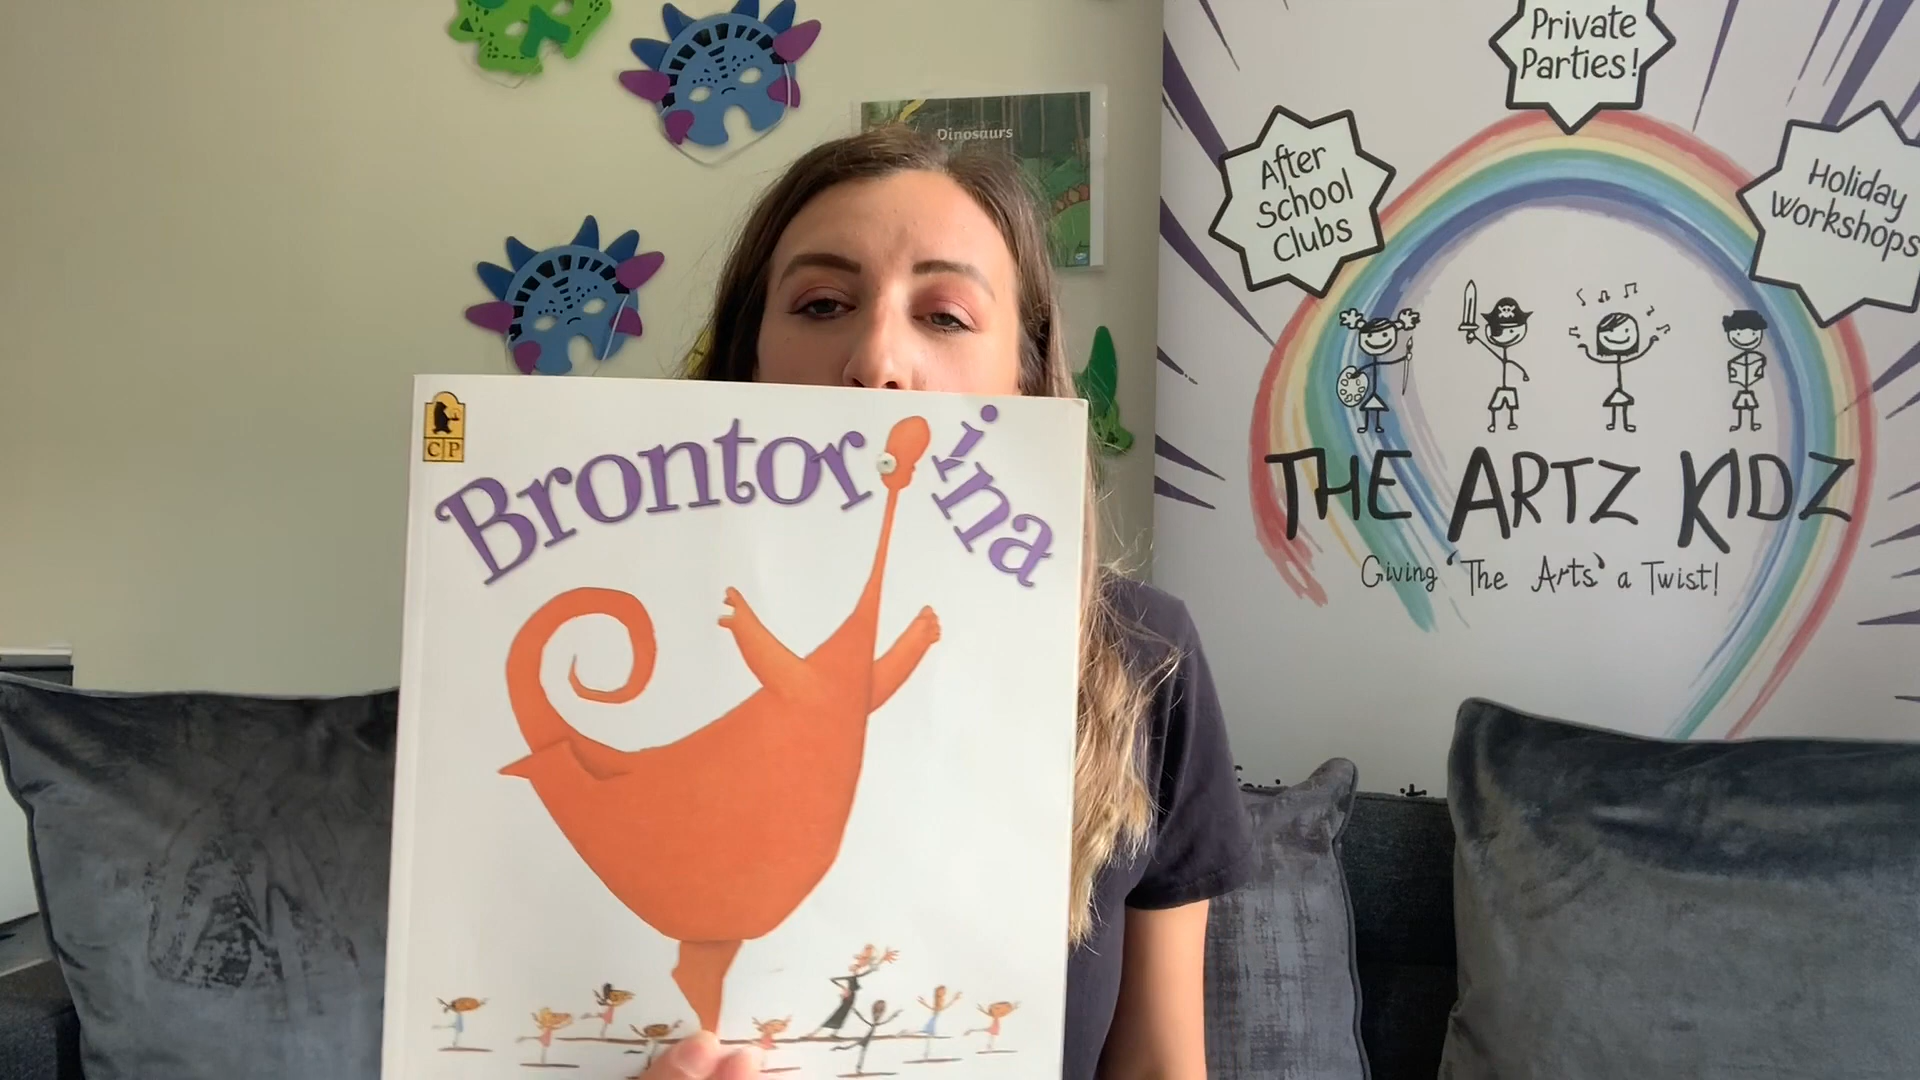 Private
Parties!
After
School
Clubs
Holiday
Workshops
Dinosaurs
THE ARTZ KIDZ
Giving 'The Arts' a Twist!
Brontorina
CP